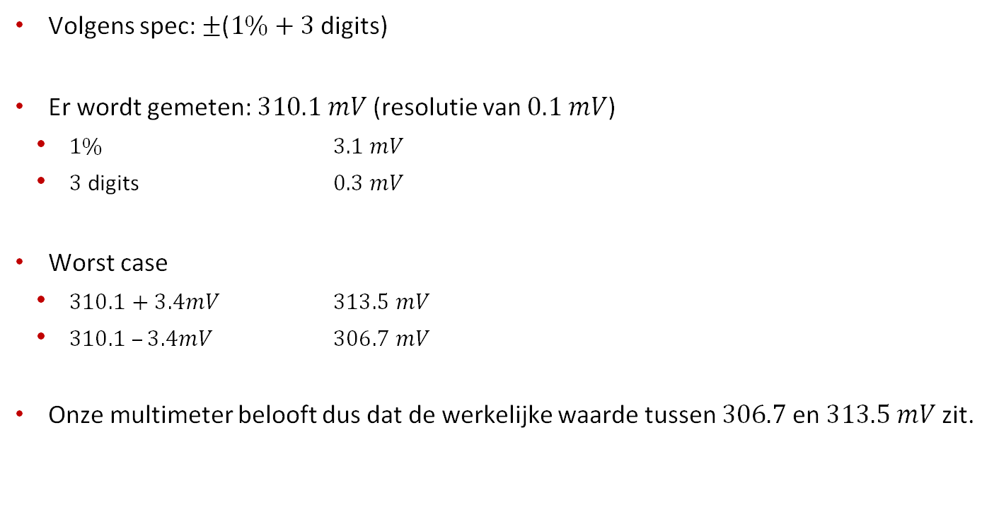 • Volgens spec: ±(1% + 3 digits)
• Er wordt gemeten: 310.1 mV (resolutie van 0.1 mV)
• 1% 3.1 mV
• 3 digits 0.3 mV
• Worst case
• 310.1 + 3.4mV 313.5 mV
• 310.1 – 3.4mV 306.7 mV
• Onze multimeter belooft dus dat de werkelijke waarde tussen 306.7 en 313.5 mV zit.